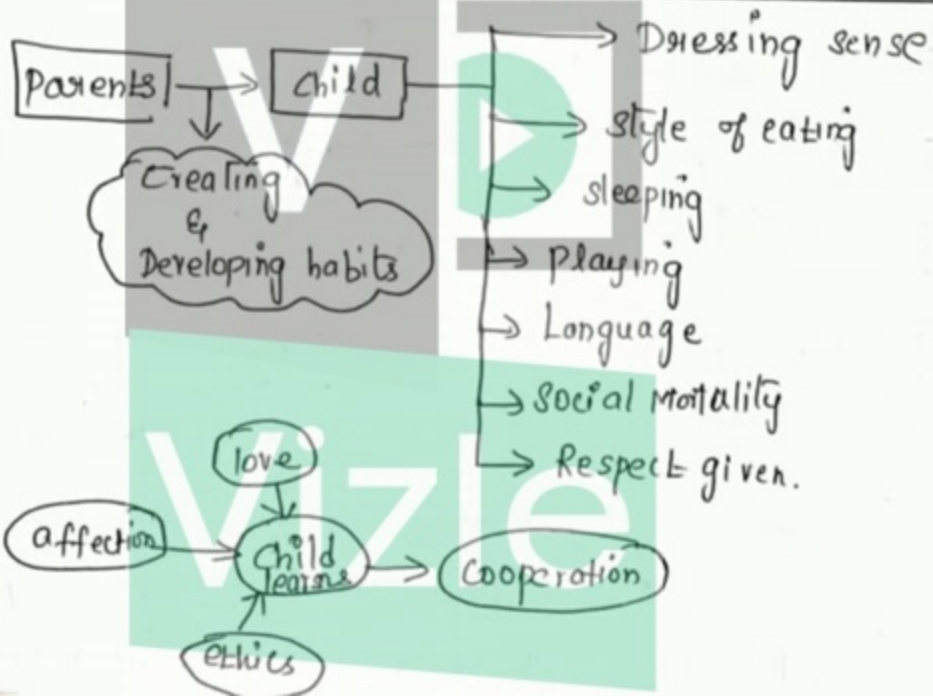 Parents
Child
Creating
&
Developing habits
Dressing sense
style of eating
sleeping
playing
Language
Social Morality
Respect given.
love
affection
Child
learns
Cooperation
ethics
Vizle